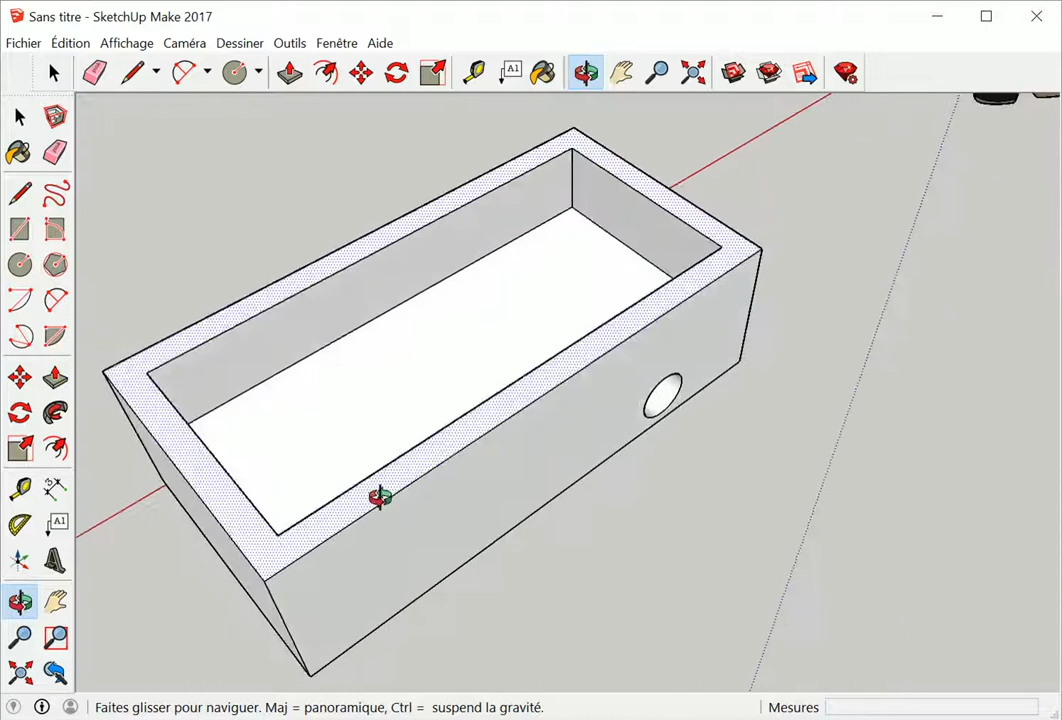 Sans titre - SketchUp Make 2017
Fichier Édition Affichage Caméra Dessiner Outils Fenêtre Aide
A1
A1
Faites glisser pour naviguer. Maj = panoramique, Ctrl = suspend la gravité.
Mesures